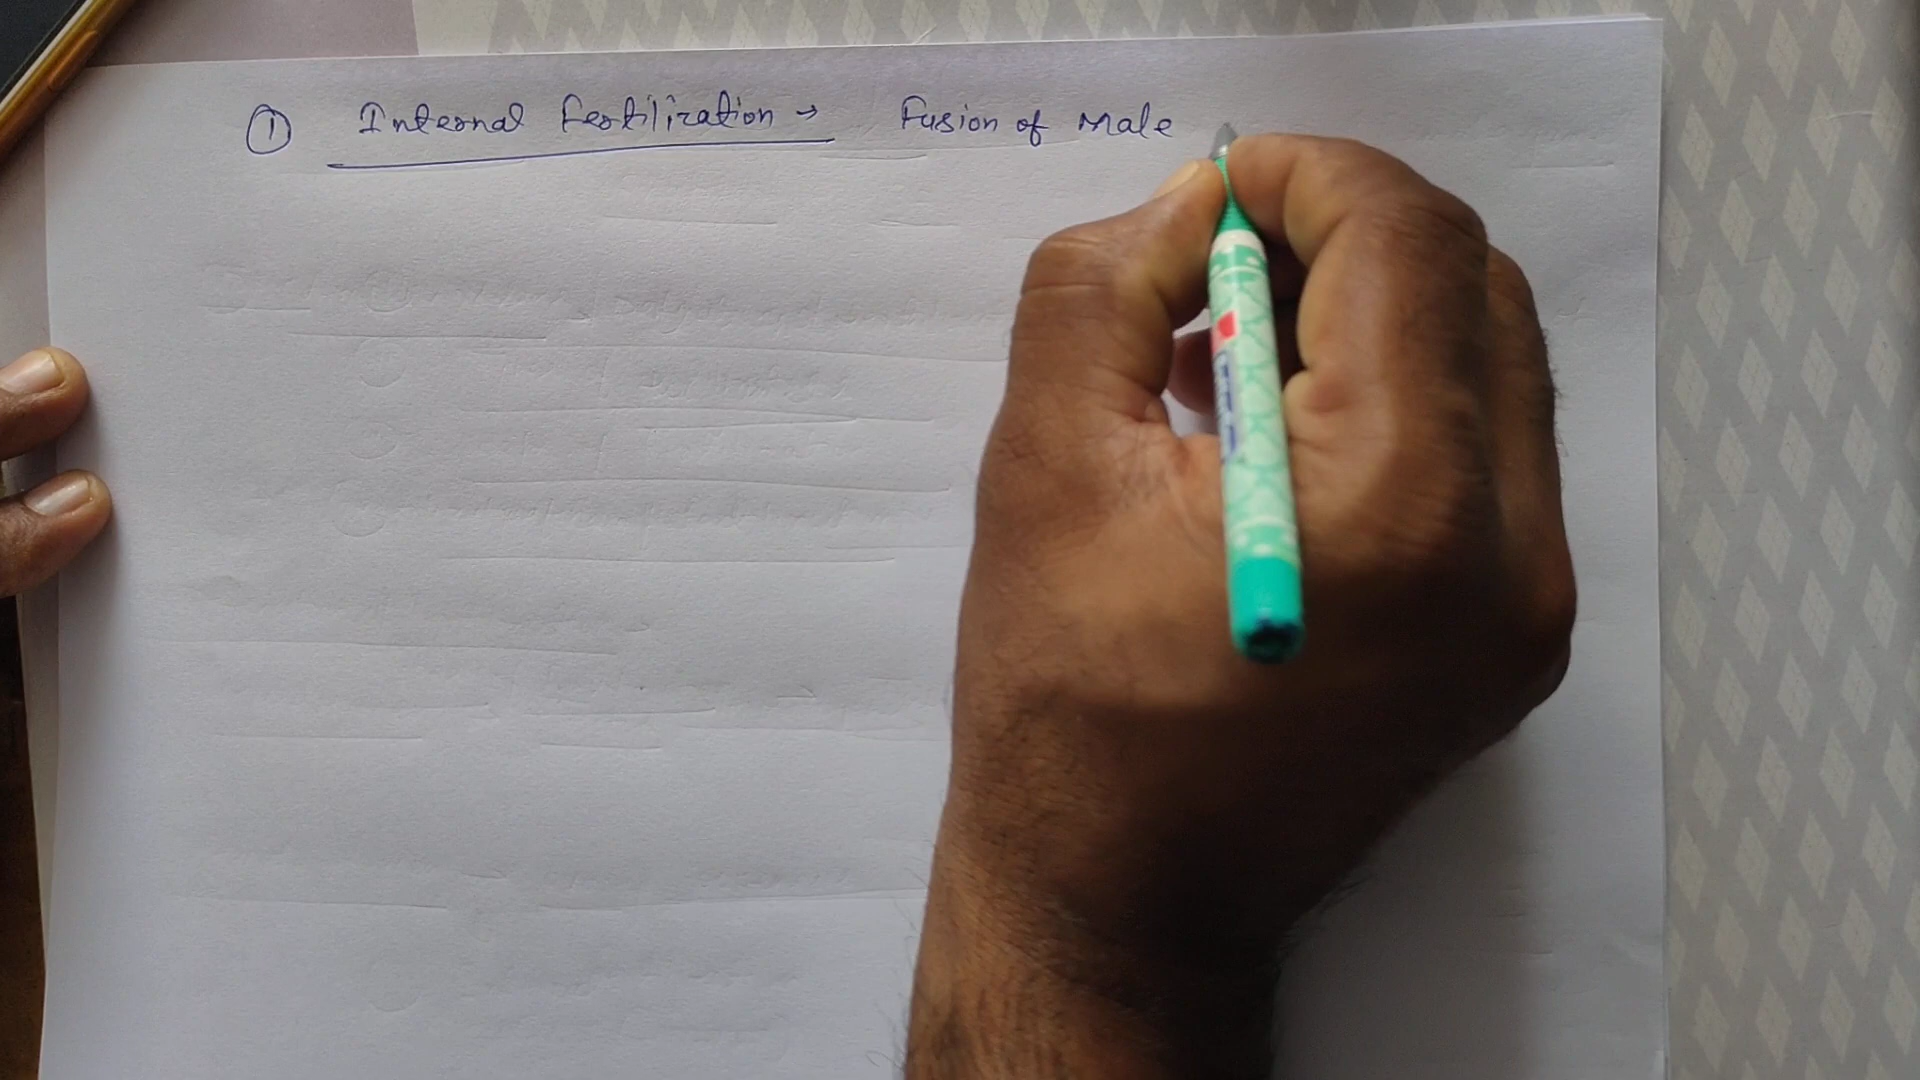 ① Internal Fertilization → Fusion of Male